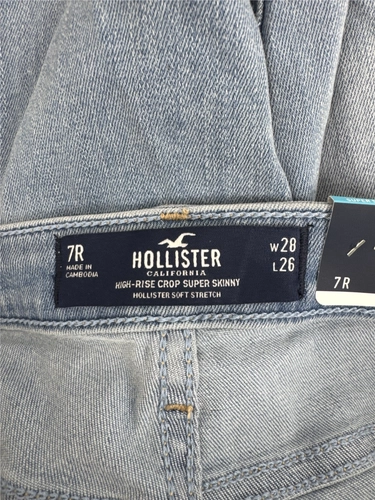 7R
MADE IN
CAMBODIA
HOLLISTER
CALIFORNIA
HIGH-RISE CROP SUPER SKINNY
HOLLISTER SOFT STRETCH
W28
L26
7R